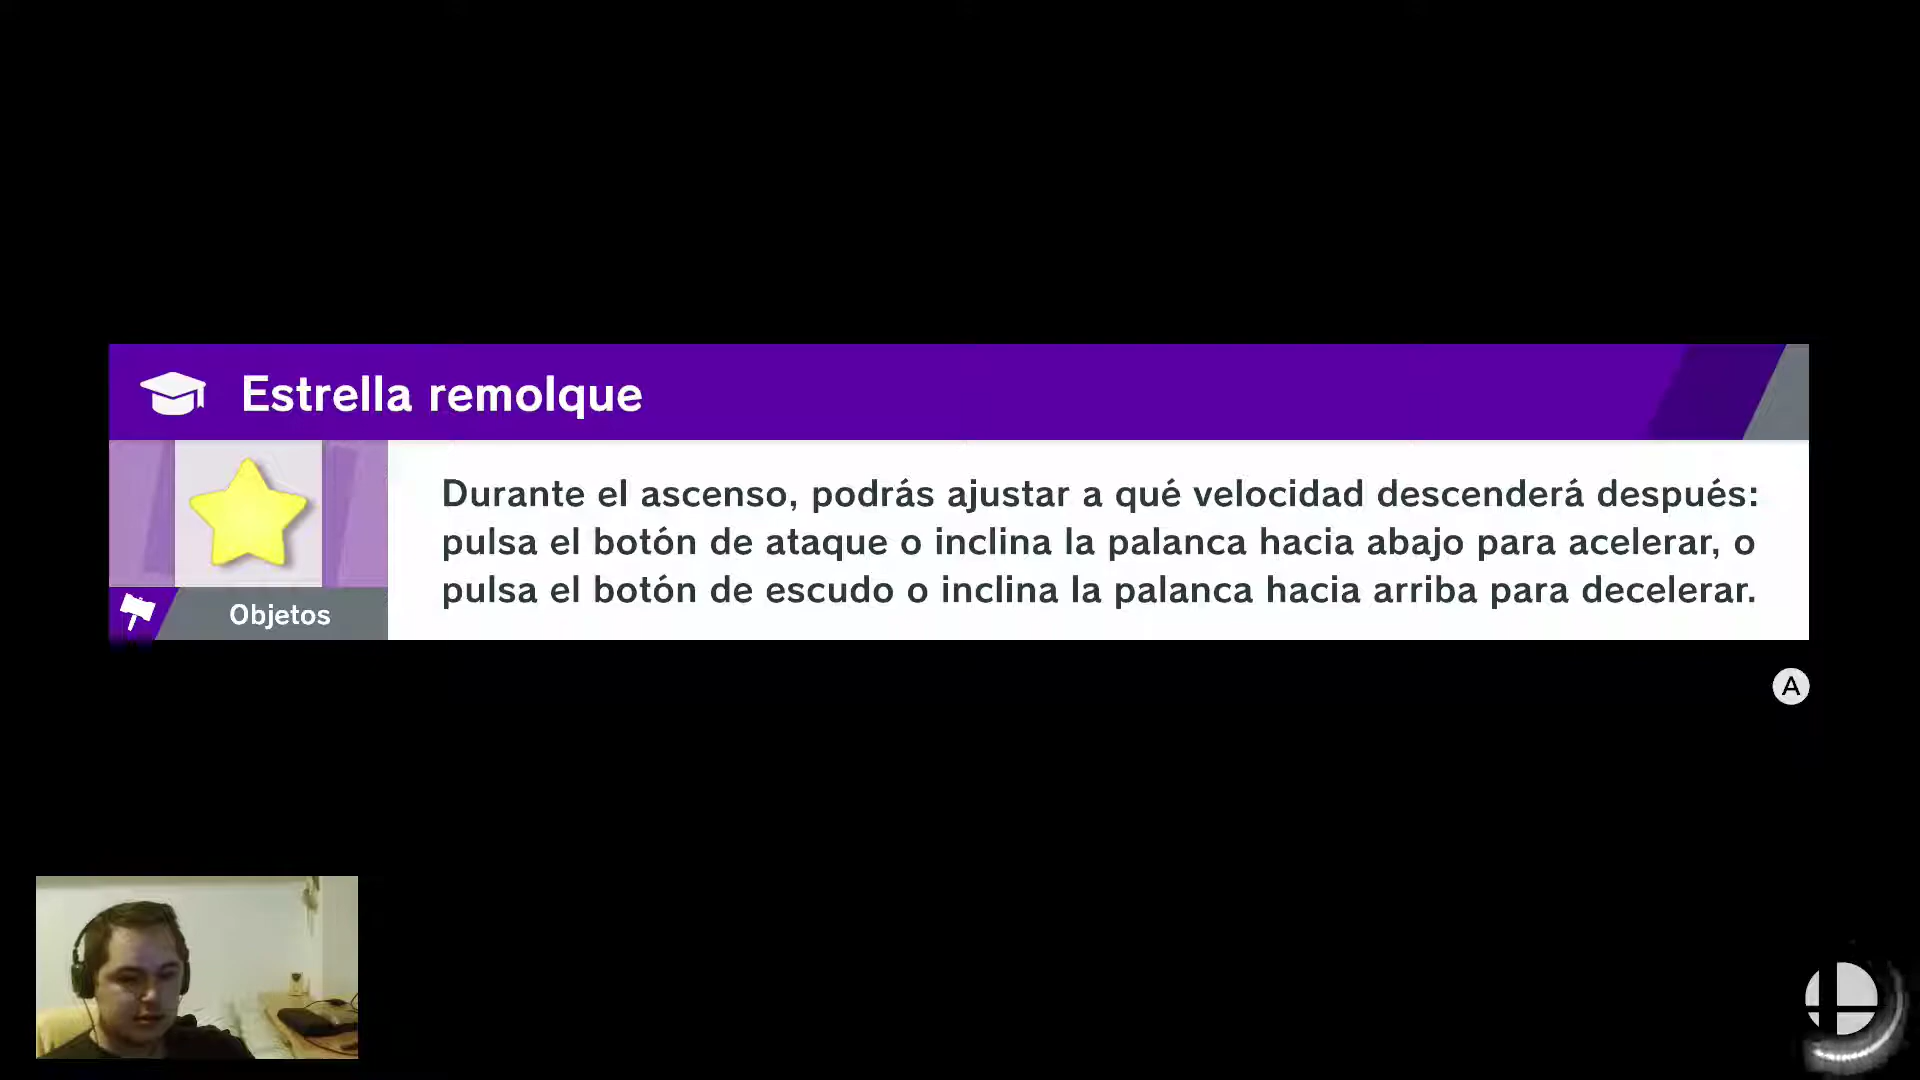 Estrella remolque
Durante el ascenso, podrás ajustar a qué velocidad descenderá después:
pulsa el botón de ataque o inclina la palanca hacia abajo para acelerar, o
pulsa el botón de escudo o inclina la palanca hacia arriba para decelerar.
Objetos
A